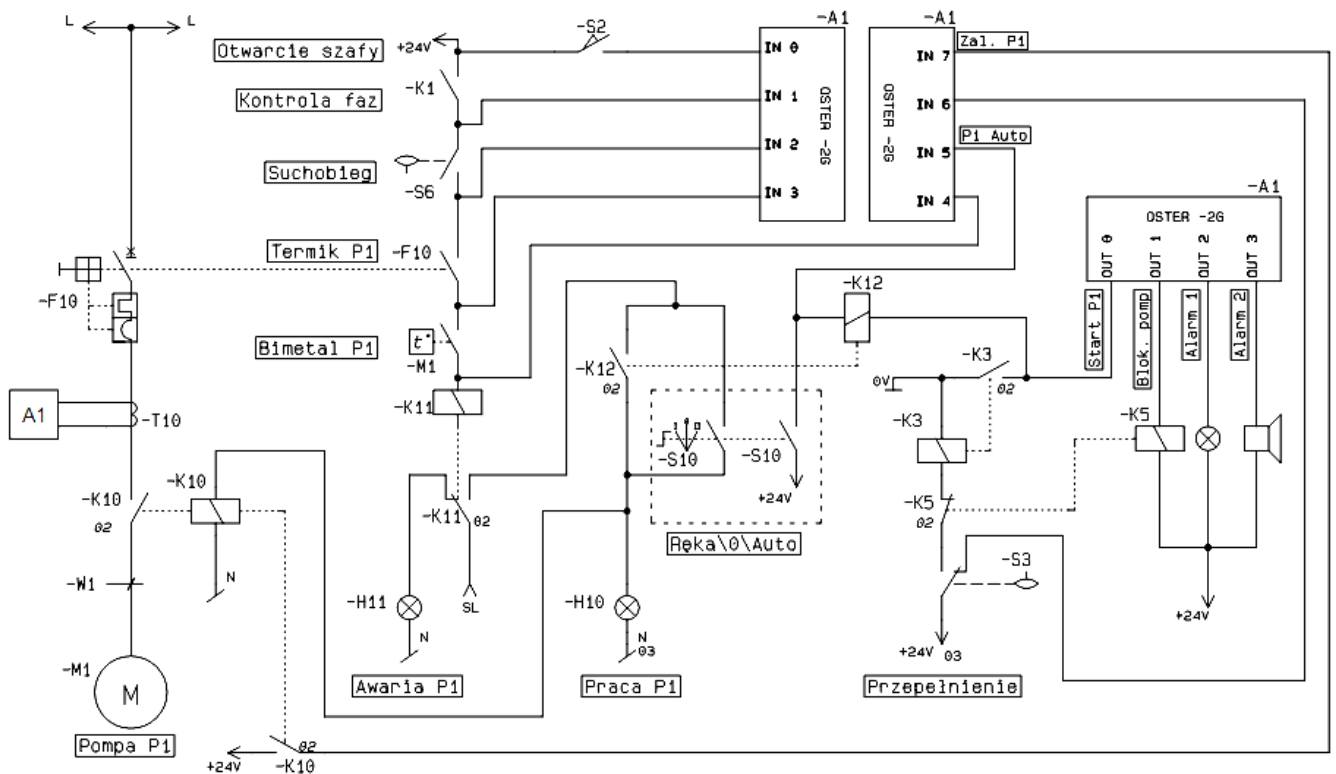 L L
Otwarcie szafy
+24V
-S2
-A1
IN 0
IN 1
IN 2
IN 3
OSTER -2G
-A1
IN 7
IN 6
IN 5
IN 4
OSTER -2G
Zal. P1
P1 Auto
-K1
Kontrola faz
Suchobieg
-S6
Termik P1
-F10
-F10
Bimetal P1
t°
-M1
-K11
A1
-T10
-K12
-K12
02
-A1
OSTER -2G
OUT 0
OUT 1
OUT 2
OUT 3
Start P1
Blok. pomp
Alarm 1
Alarm 2
0V
-K3
02
-K3
-K5
-S10
-S10
+24V
Ręka\0\Auto
-K10
02
-K10
N
-K11
02
SL
-K5
02
-S3
+24V
-W1
-H11
N
-H10
N
03
+24V 03
-M1
M
Pompa P1
Awaria P1
Praca P1
Przepełnienie
+24V
02
-K10